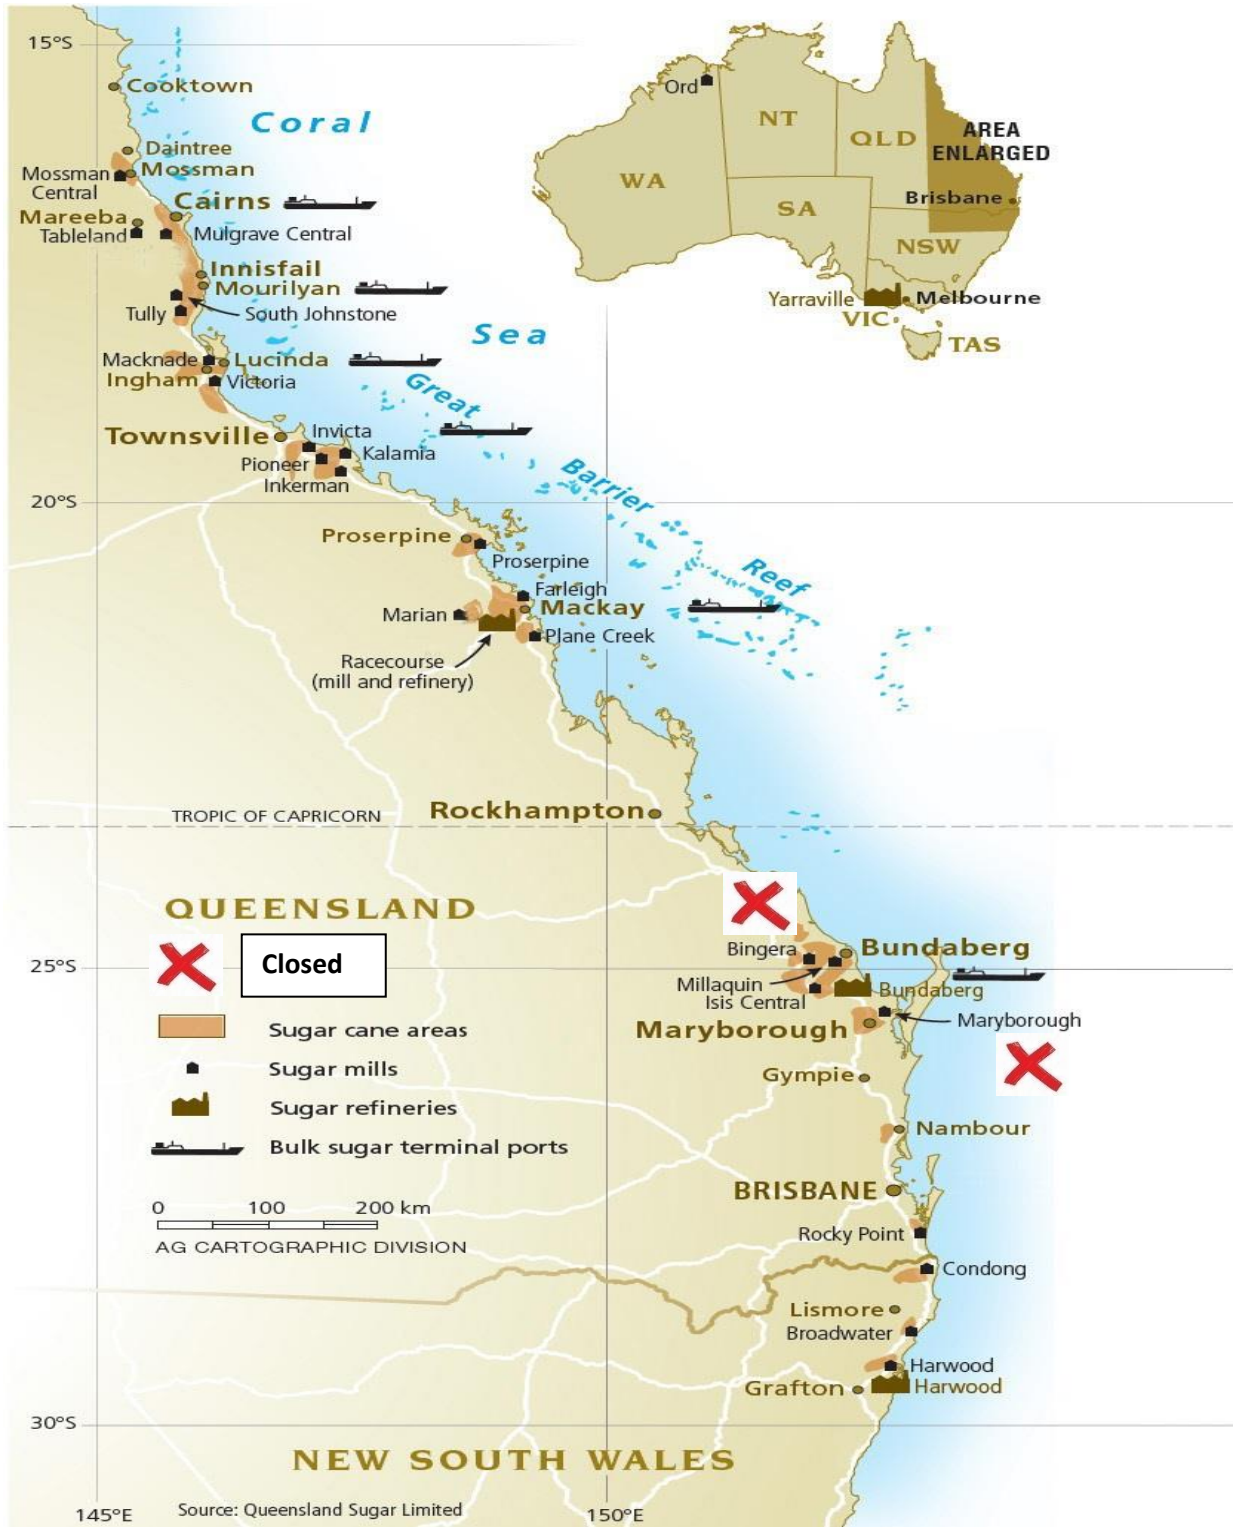 15°S
Cooktown
Coral
Daintree
Mossman
Mossman
Central
Cairns
Mareeba
Tableland
Mulgrave Central
Innisfail
Mourilyan
South Johnstone
Tully
Sea
Macknade
Lucinda
Ingham
Victoria
Great
Townsville
Invicta
Kalamia
Pioneer
Inkerman
Barrier
20°S
Proserpine
Proserpine
Reef
Farleigh
Mackay
Marian
Plane Creek
Racecourse
(mill and refinery)
Rockhampton
TROPIC OF CAPRICORN
QUEENSLAND
Bingera
Bundaberg
25°S
Millaquin
Isis Central
Bundaberg
Maryborough
Maryborough
Gympie
Nambour
BRISBANE
Rocky Point
Condong
Lismore
Broadwater
Harwood
Harwood
Grafton
30°S
NEW SOUTH WALES
145°E
150°E
Source: Queensland Sugar Limited
Closed
Sugar cane areas
Sugar mills
Sugar refineries
Bulk sugar terminal ports
0 100 200 km
AG CARTOGRAPHIC DIVISION
Ord
NT
QLD
AREA
ENLARGED
WA
SA
Brisbane
NSW
Yarraville
Melbourne
VIC
TAS